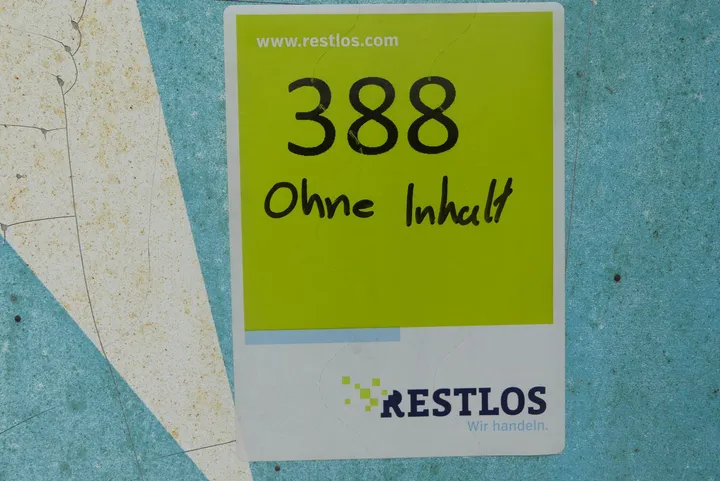 www.restlos.com
388
Ohne Inhalt
RESTLOS
Wir handeln.